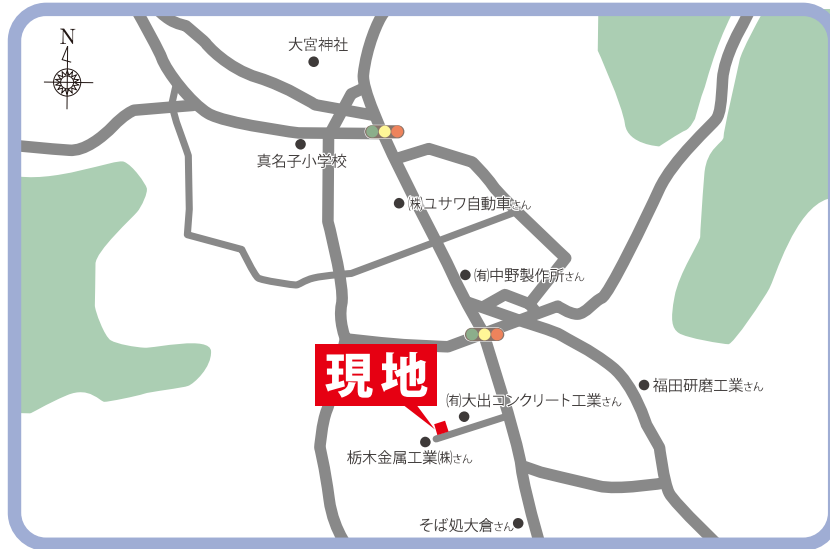 N
大宮神社
真名子小学校
㈱ユサワ自動車さん
㈲中野製作所さん
現地
福田研磨工業さん
㈲大出コンクリート工業さん
栃木金属工業㈱さん
そば処大倉さん